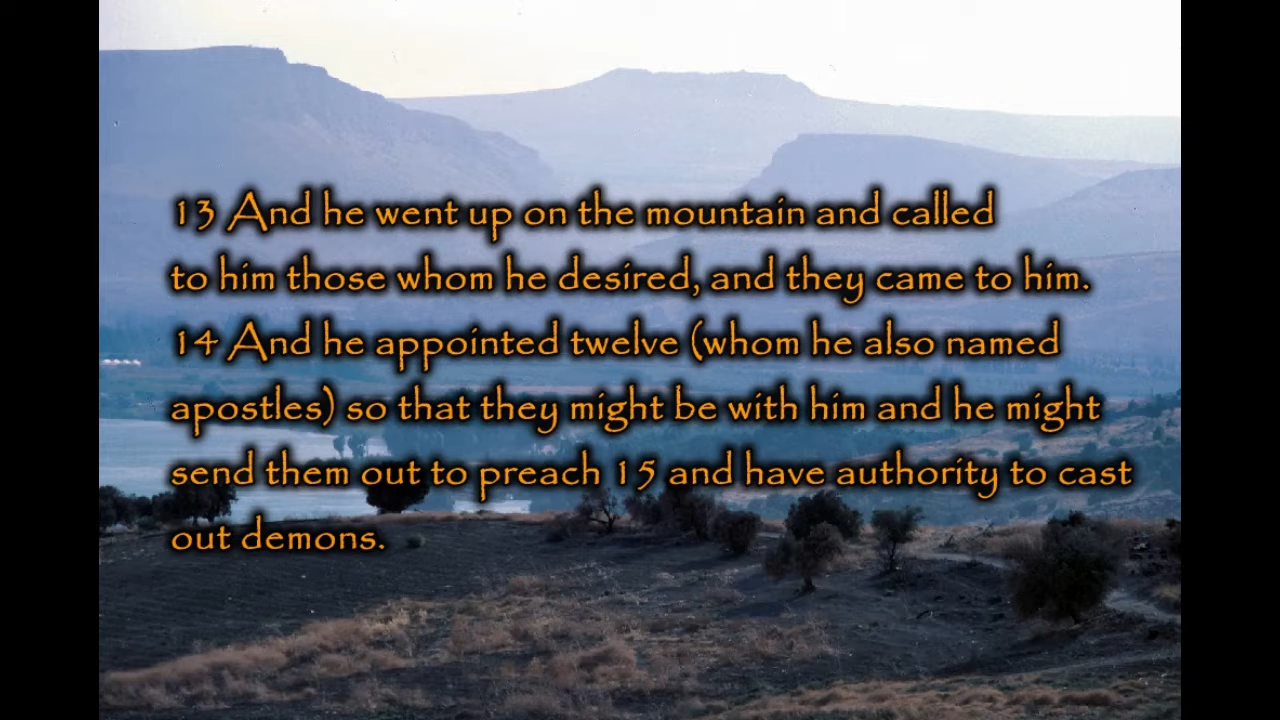 13 And he went up on the mountain and called
to him those whom he desired, and they came to him.
14 And he appointed twelve (whom he also named
apostles) so that they might be with him and he might
send them out to preach 15 and have authority to cast
out demons.